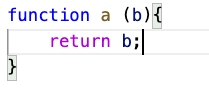 function a (b){
    return b;
}